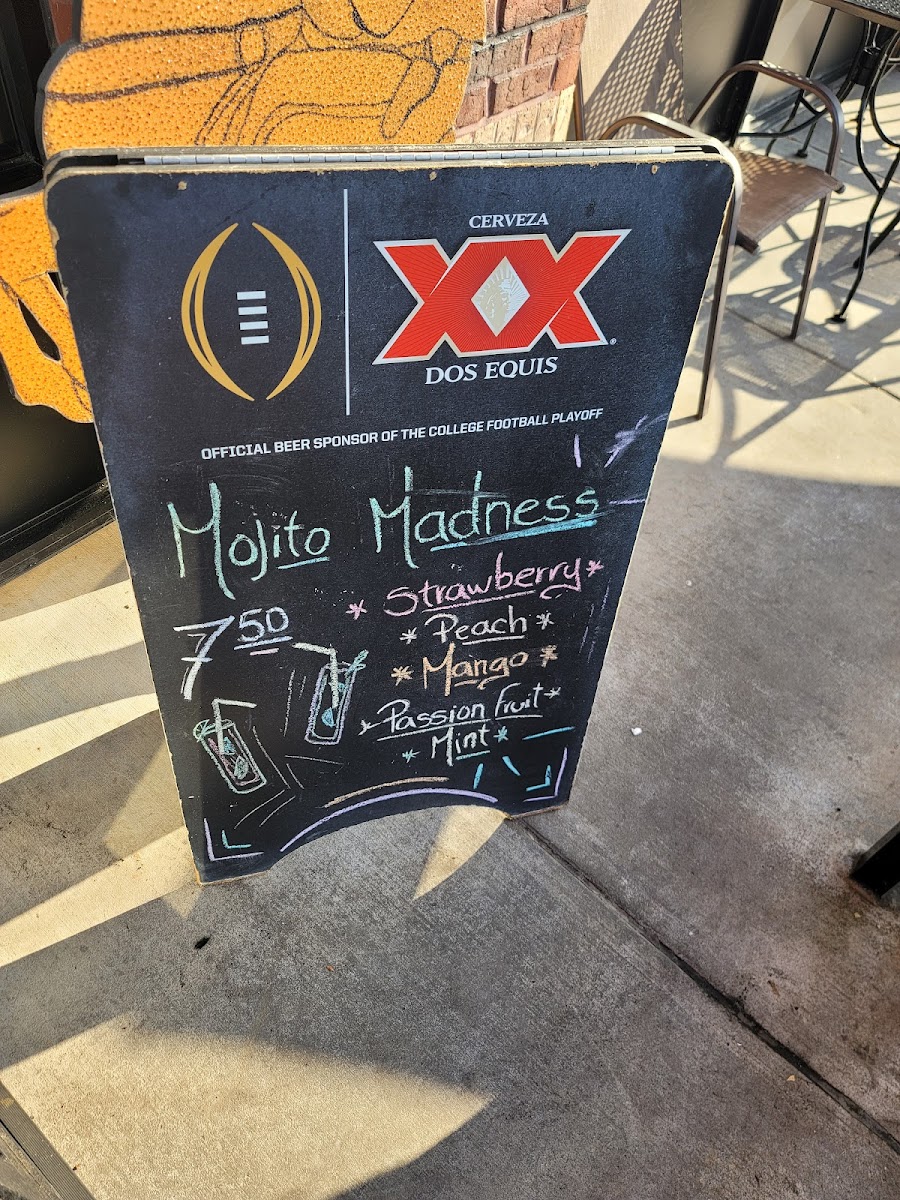 CERVEZA
XX
DOS EQUIS
OFFICIAL BEER SPONSOR OF THE COLLEGE FOOTBALL PLAYOFF
Mojito Madness
7 50
* Strawberry *
* Peach *
* Mango *
* Passion Fruit *
* Mint *